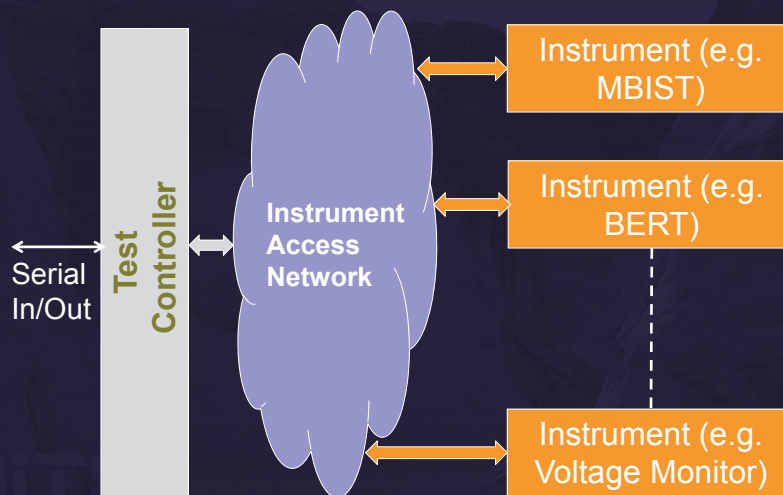 Serial
In/Out
Test
Controller
Instrument
Access
Network
Instrument (e.g.
MBIST)
Instrument (e.g.
BERT)
Instrument (e.g.
Voltage Monitor)